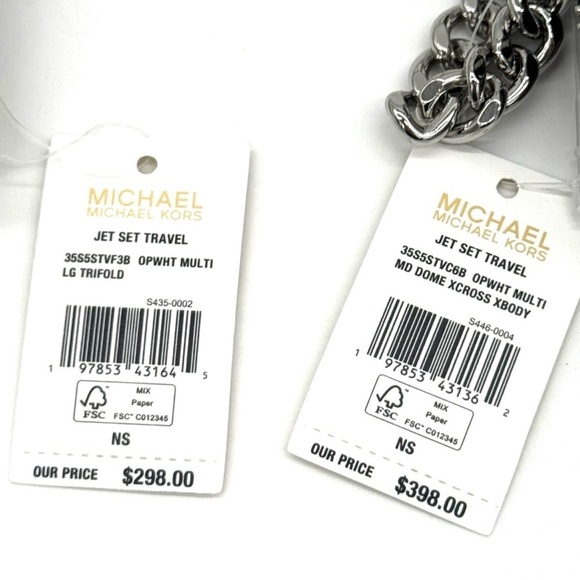 MICHAEL
MICHAEL KORS
JET SET TRAVEL
35S5STVF3B OPWHT MULTI
LG TRIFOLD
S435-0002
1 97853 43164 5
FSC
MIX
Paper
FSC™ C012345
NS
OUR PRICE $298.00
MICHAEL
MICHAEL KORS
JET SET TRAVEL
35S5STVC6B OPWHT MULTI
MD DOME XCROSS XBODY
S446-0004
1 97853 43136 2
FSC
MIX
Paper
FSC™ C012345
NS
OUR PRICE $398.00